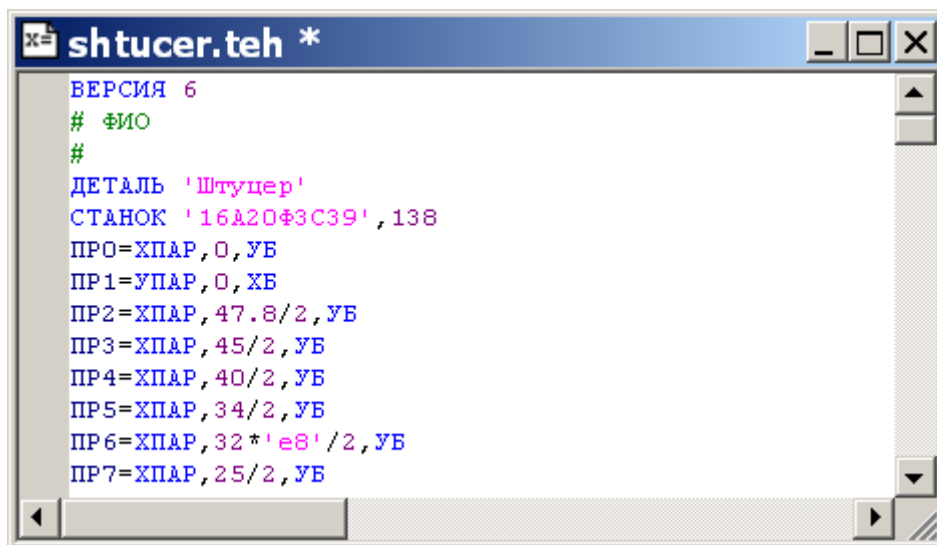 shtucer.teh *
ВЕРСИЯ 6
# ФИО
#
ДЕТАЛЬ 'Штуцер'
СТАНОК '16А20Ф3С39',138
ПР0=ХПАР,0,УБ
ПР1=УПАР,0,ХБ
ПР2=ХПАР,47.8/2,УБ
ПР3=ХПАР,45/2,УБ
ПР4=ХПАР,40/2,УБ
ПР5=ХПАР,34/2,УБ
ПР6=ХПАР,32*'е8'/2,УБ
ПР7=ХПАР,25/2,УБ